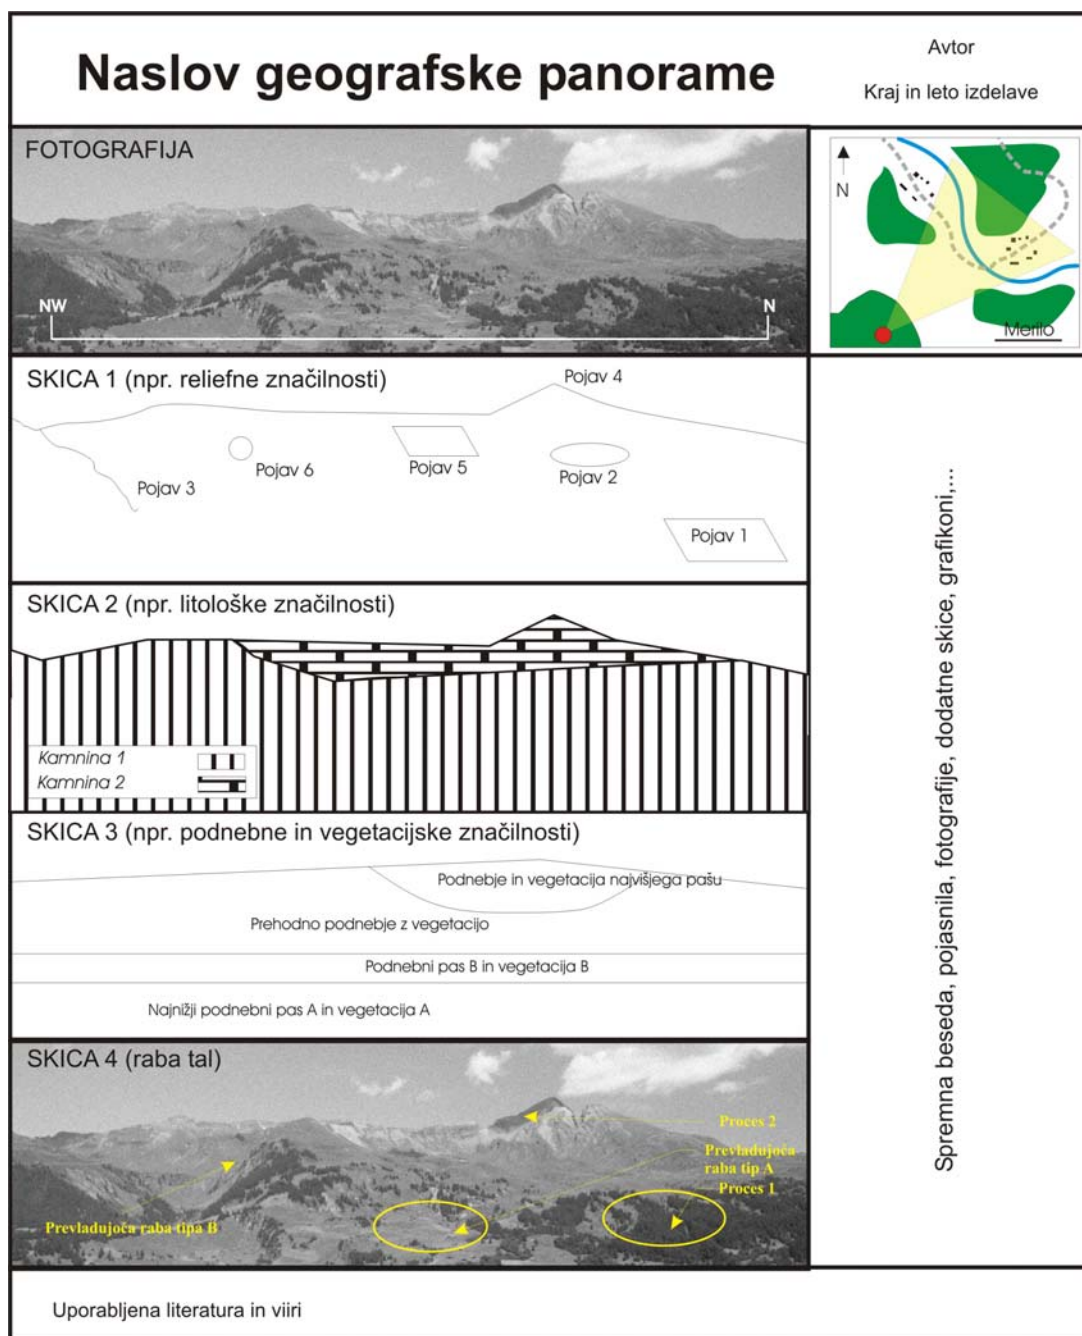 Naslov geografske panorame
Avtor
Kraj in leto izdelave
FOTOGRAFIJA
NW
N
N
Merilo
SKICA 1 (npr. reliefne značilnosti)
Pojav 4
Pojav 6
Pojav 5
Pojav 2
Pojav 3
Pojav 1
SKICA 2 (npr. litološke značilnosti)
Kamnina 1
Kamnina 2
SKICA 3 (npr. podnebne in vegetacijske značilnosti)
Podnebje in vegetacija najvišjega pašu
Prehodno podnebje z vegetacijo
Podnebni pas B in vegetacija B
Najnižji podnebni pas A in vegetacija A
SKICA 4 (raba tal)
Proces 2
Prevladujoča
raba tip A
Proces 1
Prevladujoča raba tipa B
Spremna beseda, pojasnila, fotografije, dodatne skice, grafikoni,...
Uporabljena literatura in viiri